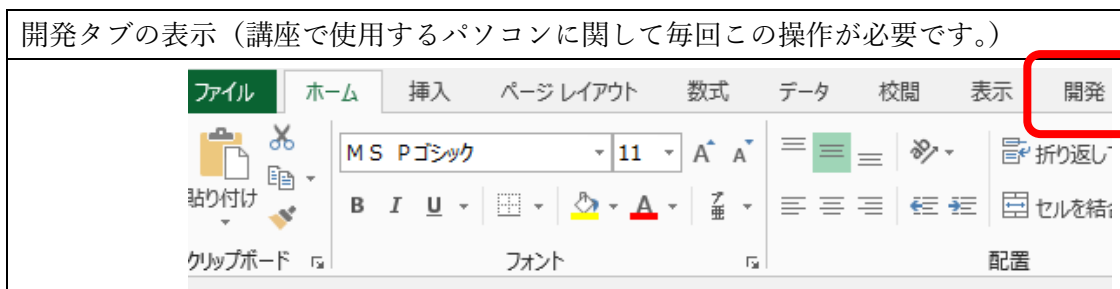 開発タブの表示（講座で使用するパソコンに関して毎回この操作が必要です。）
ファイル ホーム 挿入 ページ レイアウト 数式 データ 校閲 表示 開発
ＭＳ Ｐゴシック 11 A A 折り返し
貼り付け B I U A ア亜 セルを結
クリップボード フォント 配置